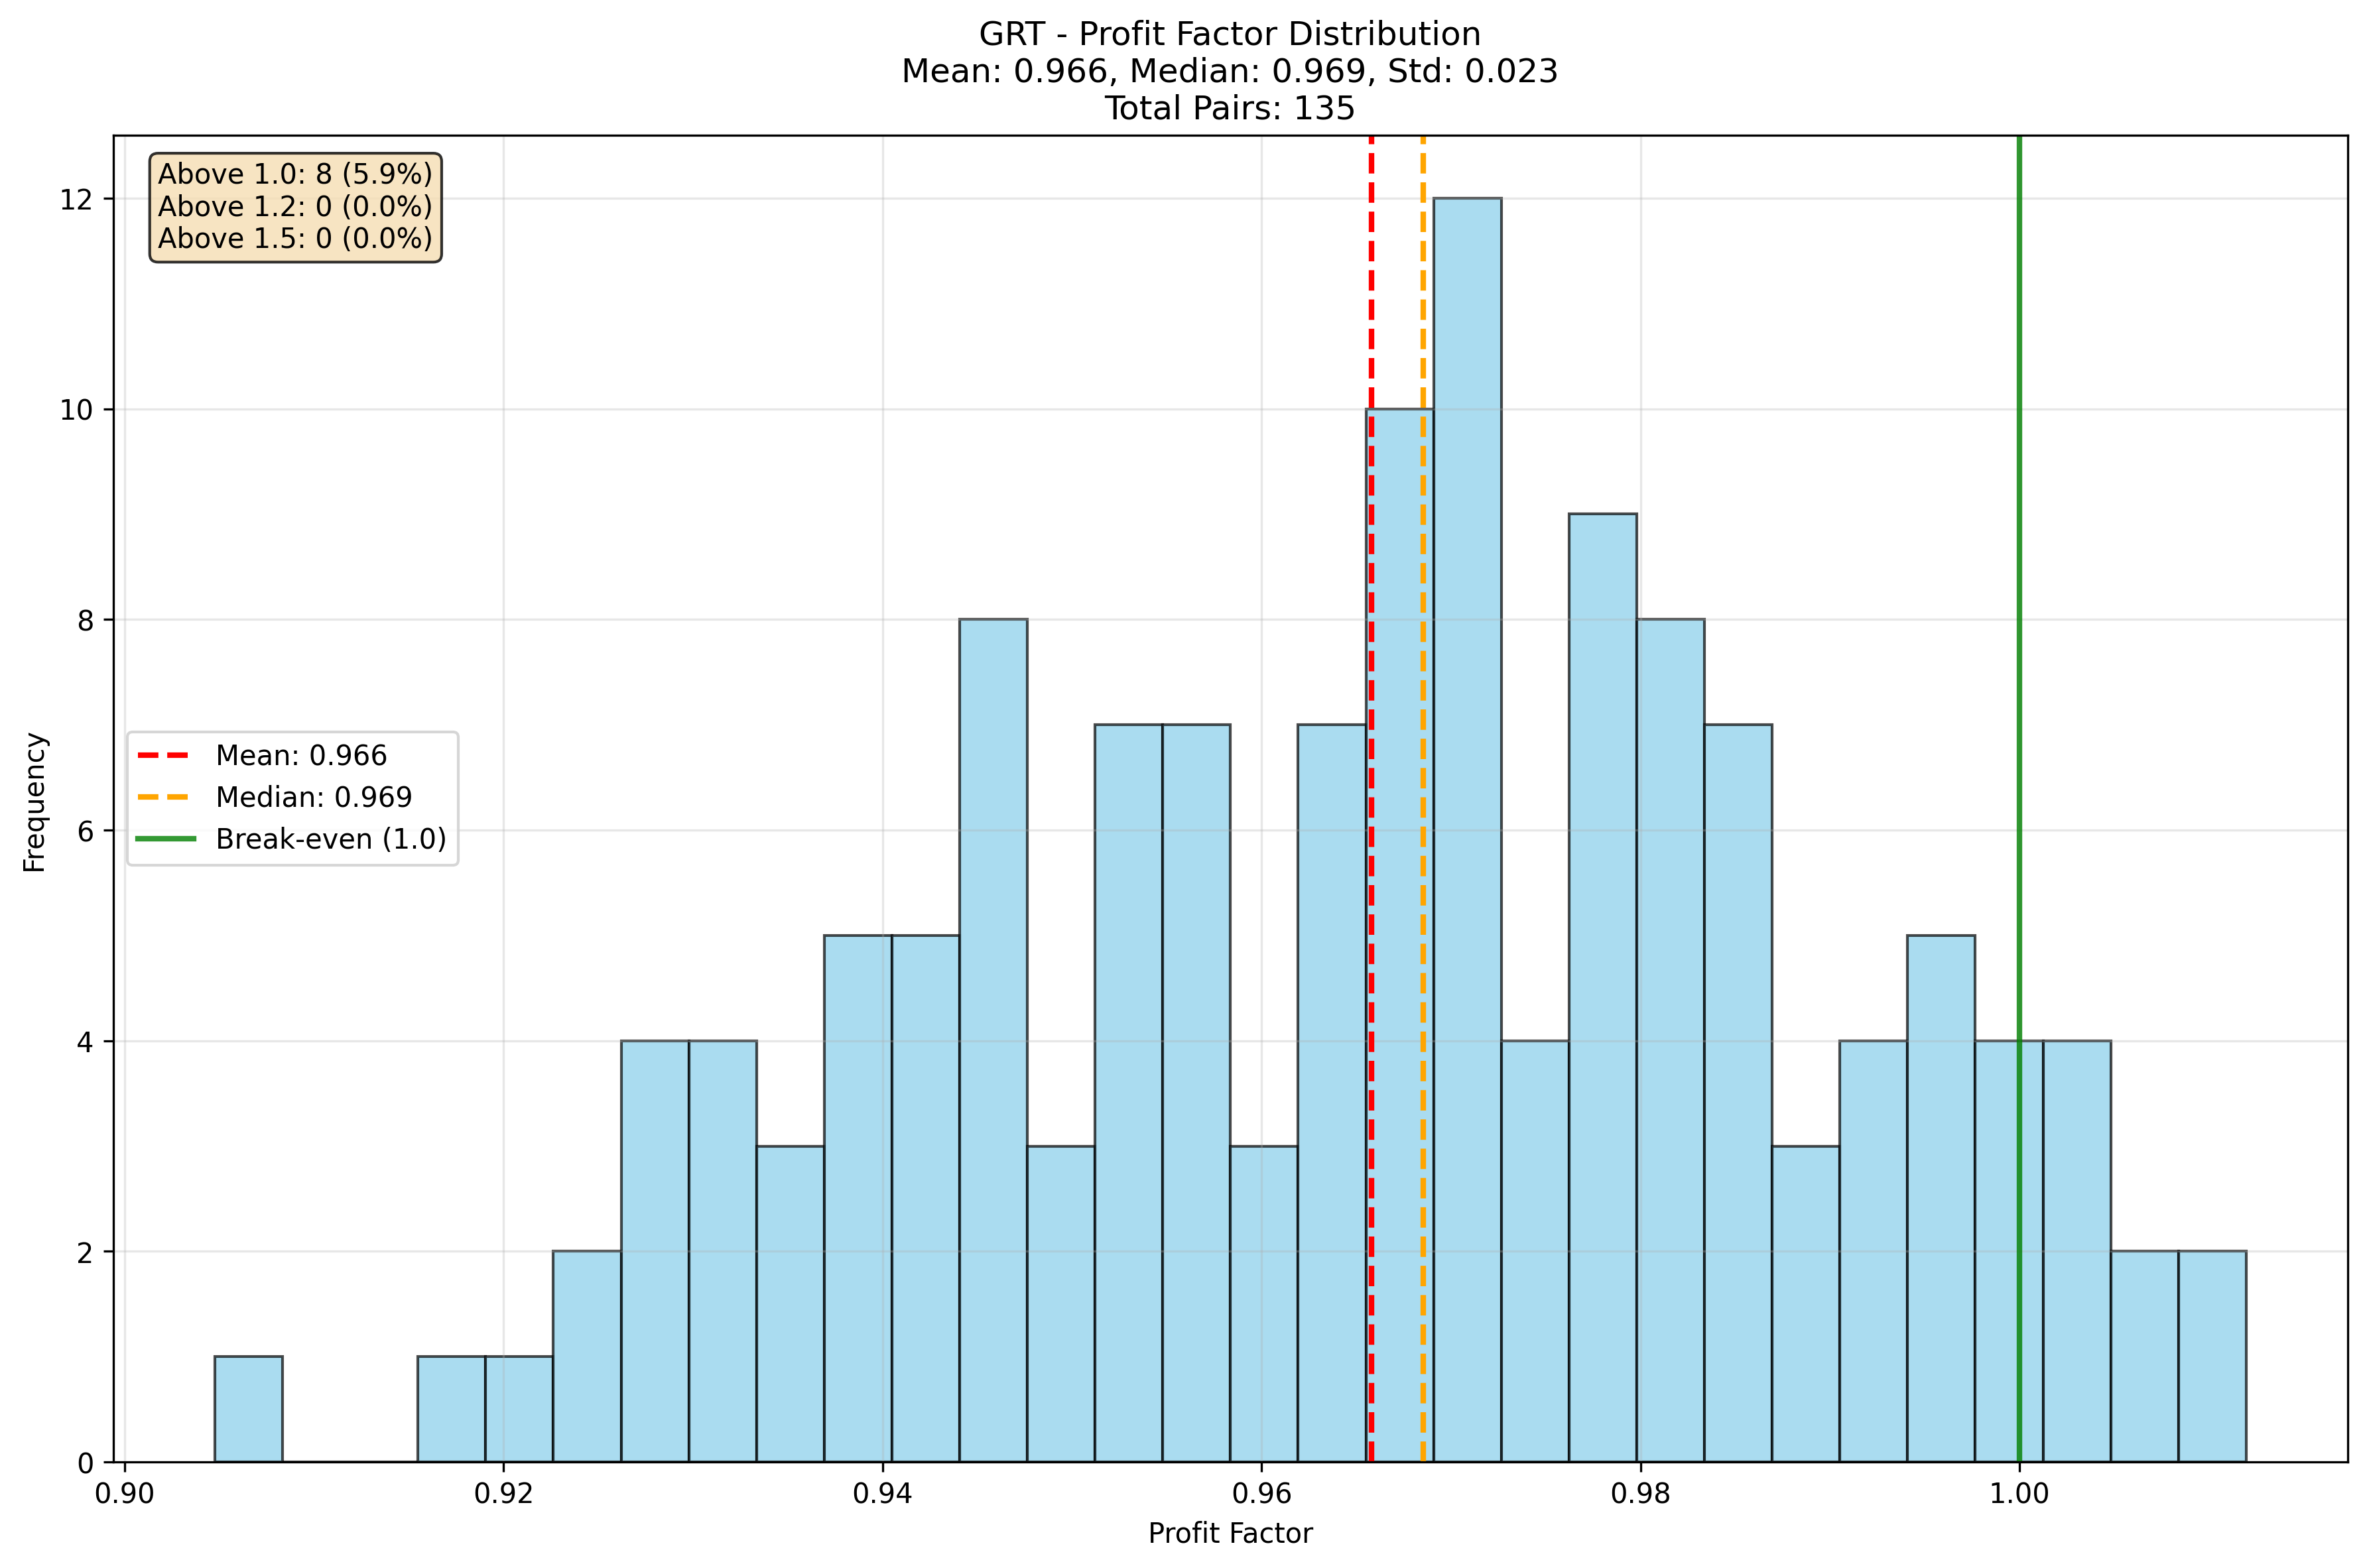 GRT - Profit Factor Distribution
Mean: 0.966, Median: 0.969, Std: 0.023
Total Pairs: 135
Above 1.0: 8 (5.9%)
Above 1.2: 0 (0.0%)
Above 1.5: 0 (0.0%)
Mean: 0.966
Median: 0.969
Break-even (1.0)
Frequency
12
10
8
6
4
2
0
0.90 0.92 0.94 0.96 0.98 1.00
Profit Factor